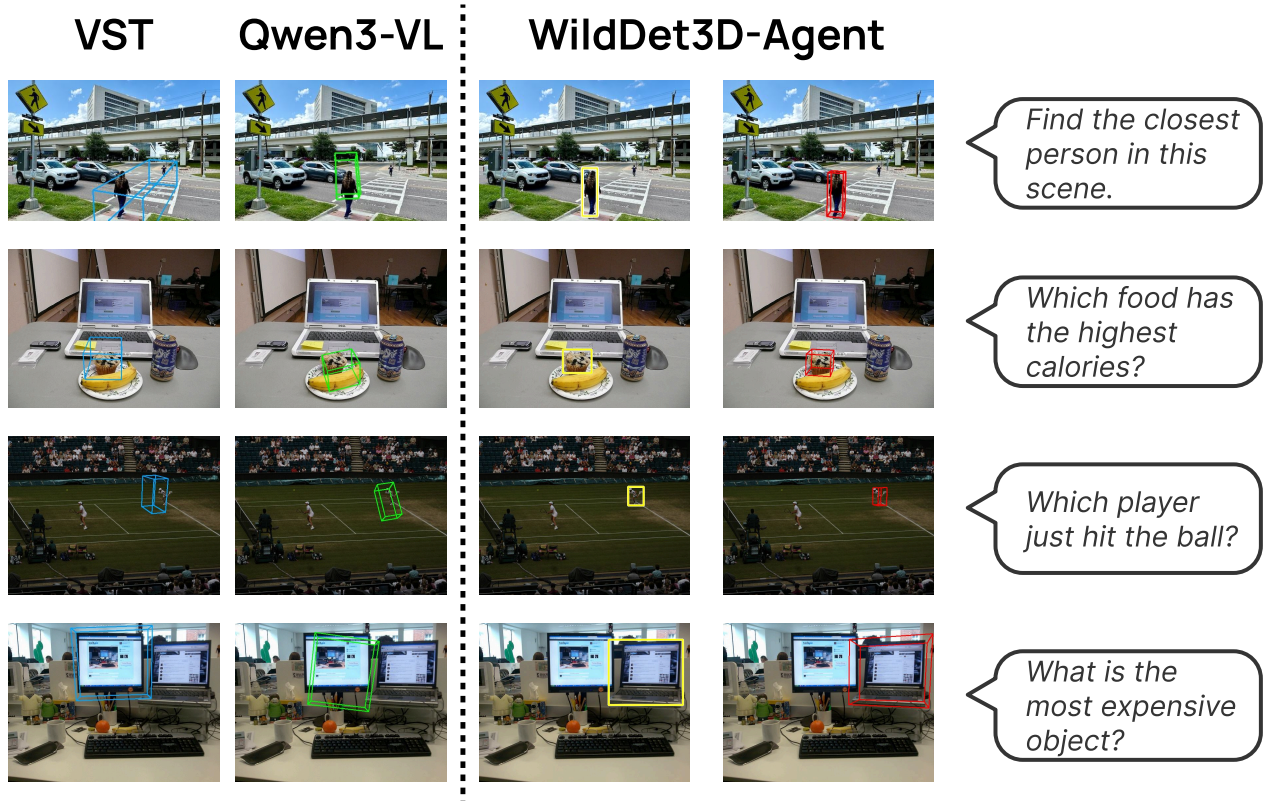 VST
Qwen3-VL
WildDet3D-Agent
Find the closest
person in this
scene.
Which food has
the highest
calories?
Which player
just hit the ball?
What is the
most expensive
object?